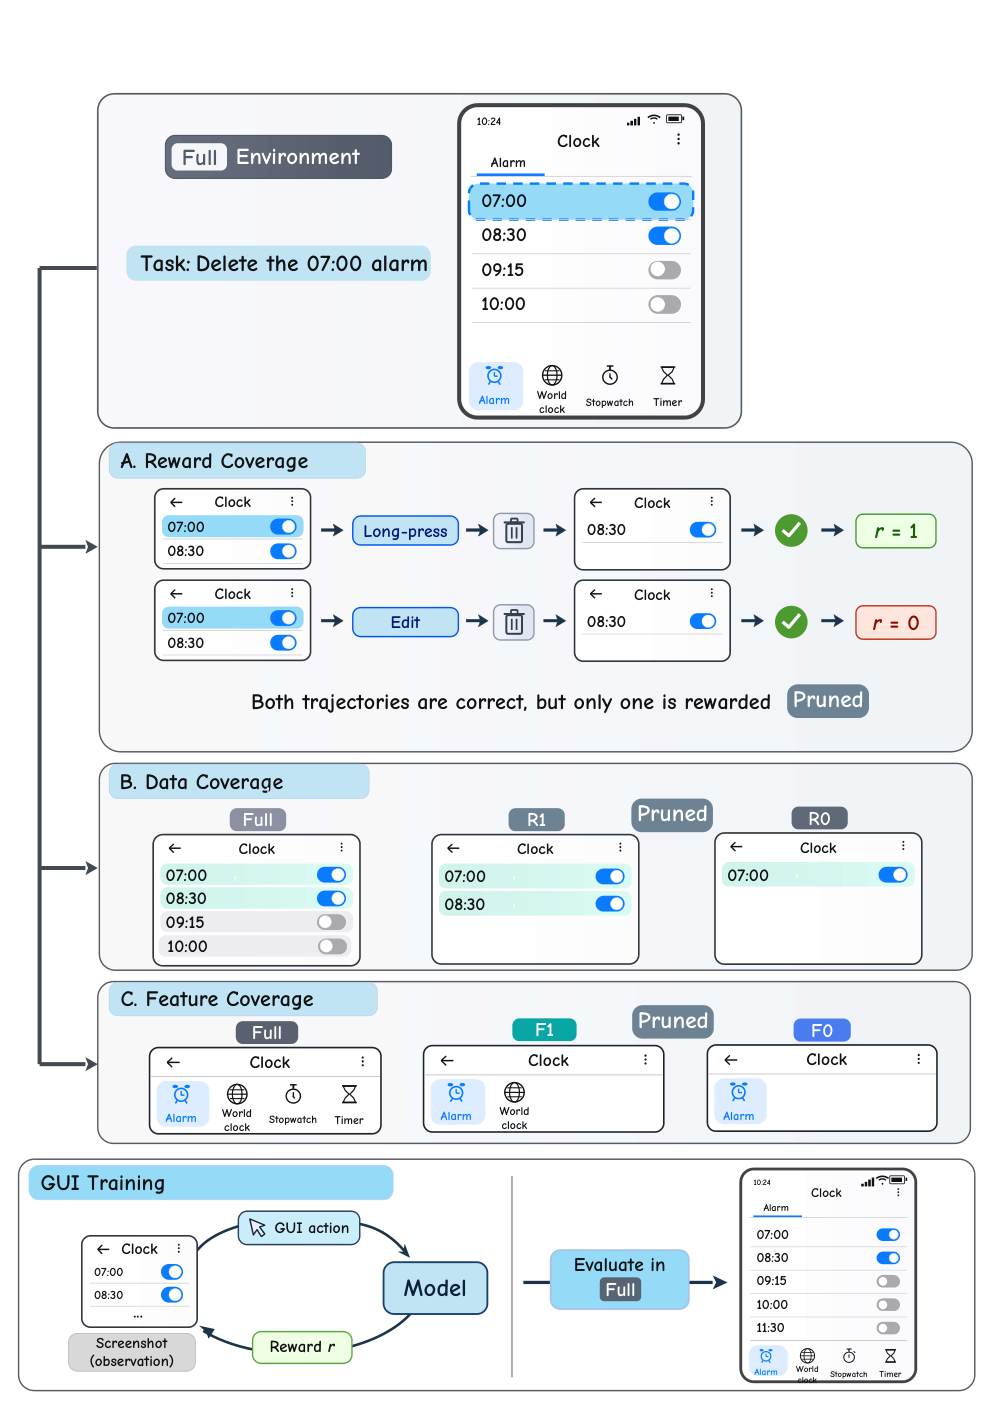 Full Environment
Task: Delete the 07:00 alarm
10:24
Clock
Alarm
07:00
08:30
09:15
10:00
Alarm
World
clock
Stopwatch
Timer
A. Reward Coverage
Clock
07:00
08:30
Long-press
Clock
08:30
r = 1
Clock
07:00
08:30
Edit
Clock
08:30
r = 0
Both trajectories are correct, but only one is rewarded
Pruned
B. Data Coverage
Full
Clock
07:00
08:30
09:15
10:00
R1
Clock
07:00
08:30
Pruned
R0
Clock
07:00
C. Feature Coverage
Full
Clock
Alarm
World
clock
Stopwatch
Timer
F1
Clock
Alarm
World
clock
Pruned
F0
Clock
Alarm
GUI Training
Clock
07:00
08:30
...
Screenshot
(observation)
GUI action
Model
Reward r
Evaluate in
Full
10:24
Clock
Alarm
07:00
08:30
09:15
10:00
11:30
Alarm
World
clock
Stopwatch
Timer